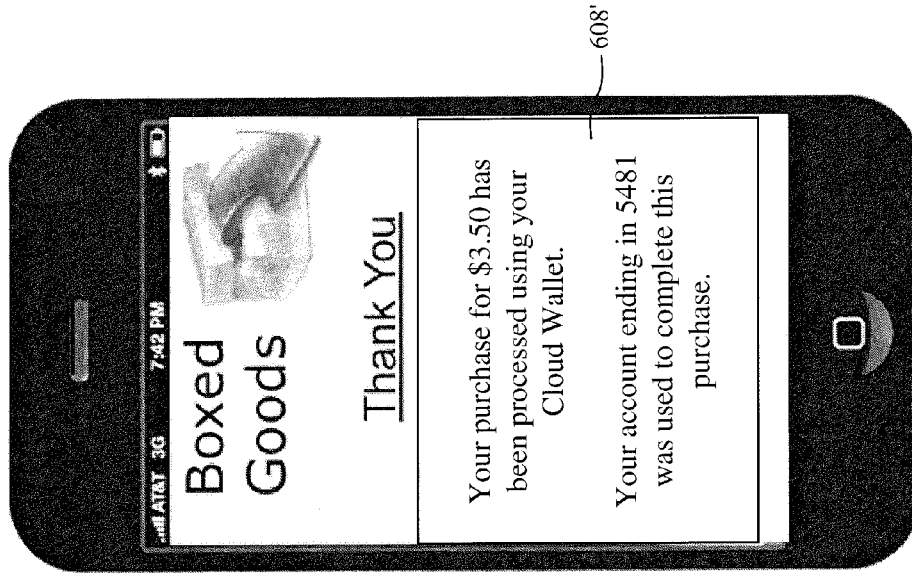 AT&T 3G 7:42 PM
Boxed
Goods
Thank You
Your purchase for $3.50 has
been processed using your
Cloud Wallet.
Your account ending in 5481
was used to complete this
purchase.
608'